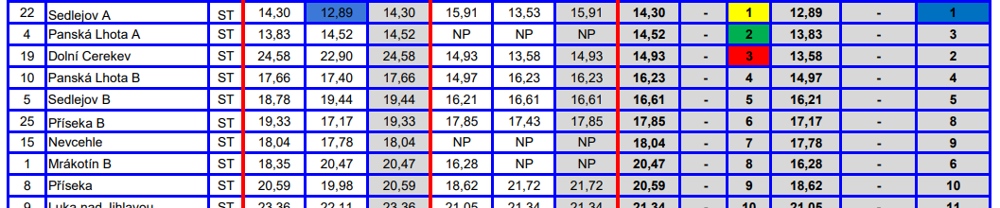 22 Sedlejov A ST 14,30 12,89 14,30 15,91 13,53 15,91 14,30 - 1 12,89 - 1
4 Panská Lhota A ST 13,83 14,52 14,52 NP NP NP 14,52 - 2 13,83 - 3
19 Dolní Cerekev ST 24,58 22,90 24,58 14,93 13,58 14,93 14,93 - 3 13,58 - 2
10 Panská Lhota B ST 17,66 17,40 17,66 14,97 16,23 16,23 16,23 - 4 14,97 - 4
5 Sedlejov B ST 18,78 19,44 19,44 16,21 16,61 16,61 16,61 - 5 16,21 - 5
25 Příseka B ST 19,33 17,17 19,33 17,85 17,43 17,85 17,85 - 6 17,17 - 8
15 Nevcehle ST 18,04 17,78 18,04 NP NP NP 18,04 - 7 17,78 - 9
1 Mrákotín B ST 18,35 20,47 20,47 16,28 NP NP 20,47 - 8 16,28 - 6
8 Příseka ST 20,59 19,98 20,59 18,62 21,72 21,72 20,59 - 9 18,62 - 10
9 Luka nad Jihlavou ST 23,36 22,11 23,36 21,05 21,34 21,34 21,34 - 10 21,05 - 11